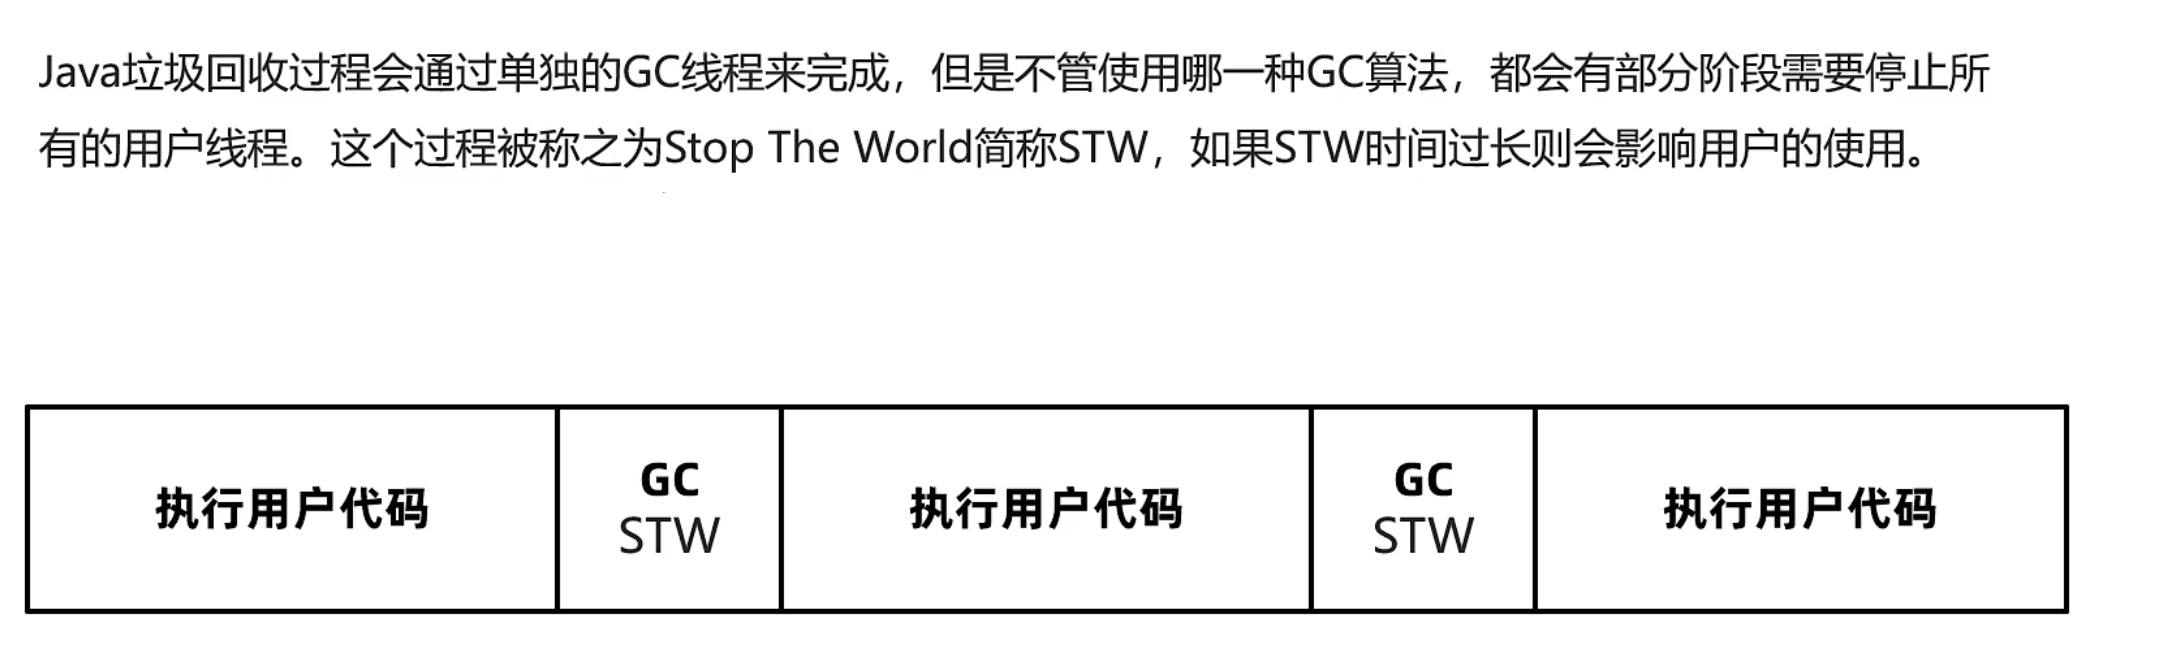 Java垃圾回收过程会通过单独的GC线程来完成，但是不管使用哪一种GC算法，都会有部分阶段需要停止所
有的用户线程。这个过程被称之为Stop The World简称STW，如果STW时间过长则会影响用户的使用。
执行用户代码
GC
STW
执行用户代码
GC
STW
执行用户代码